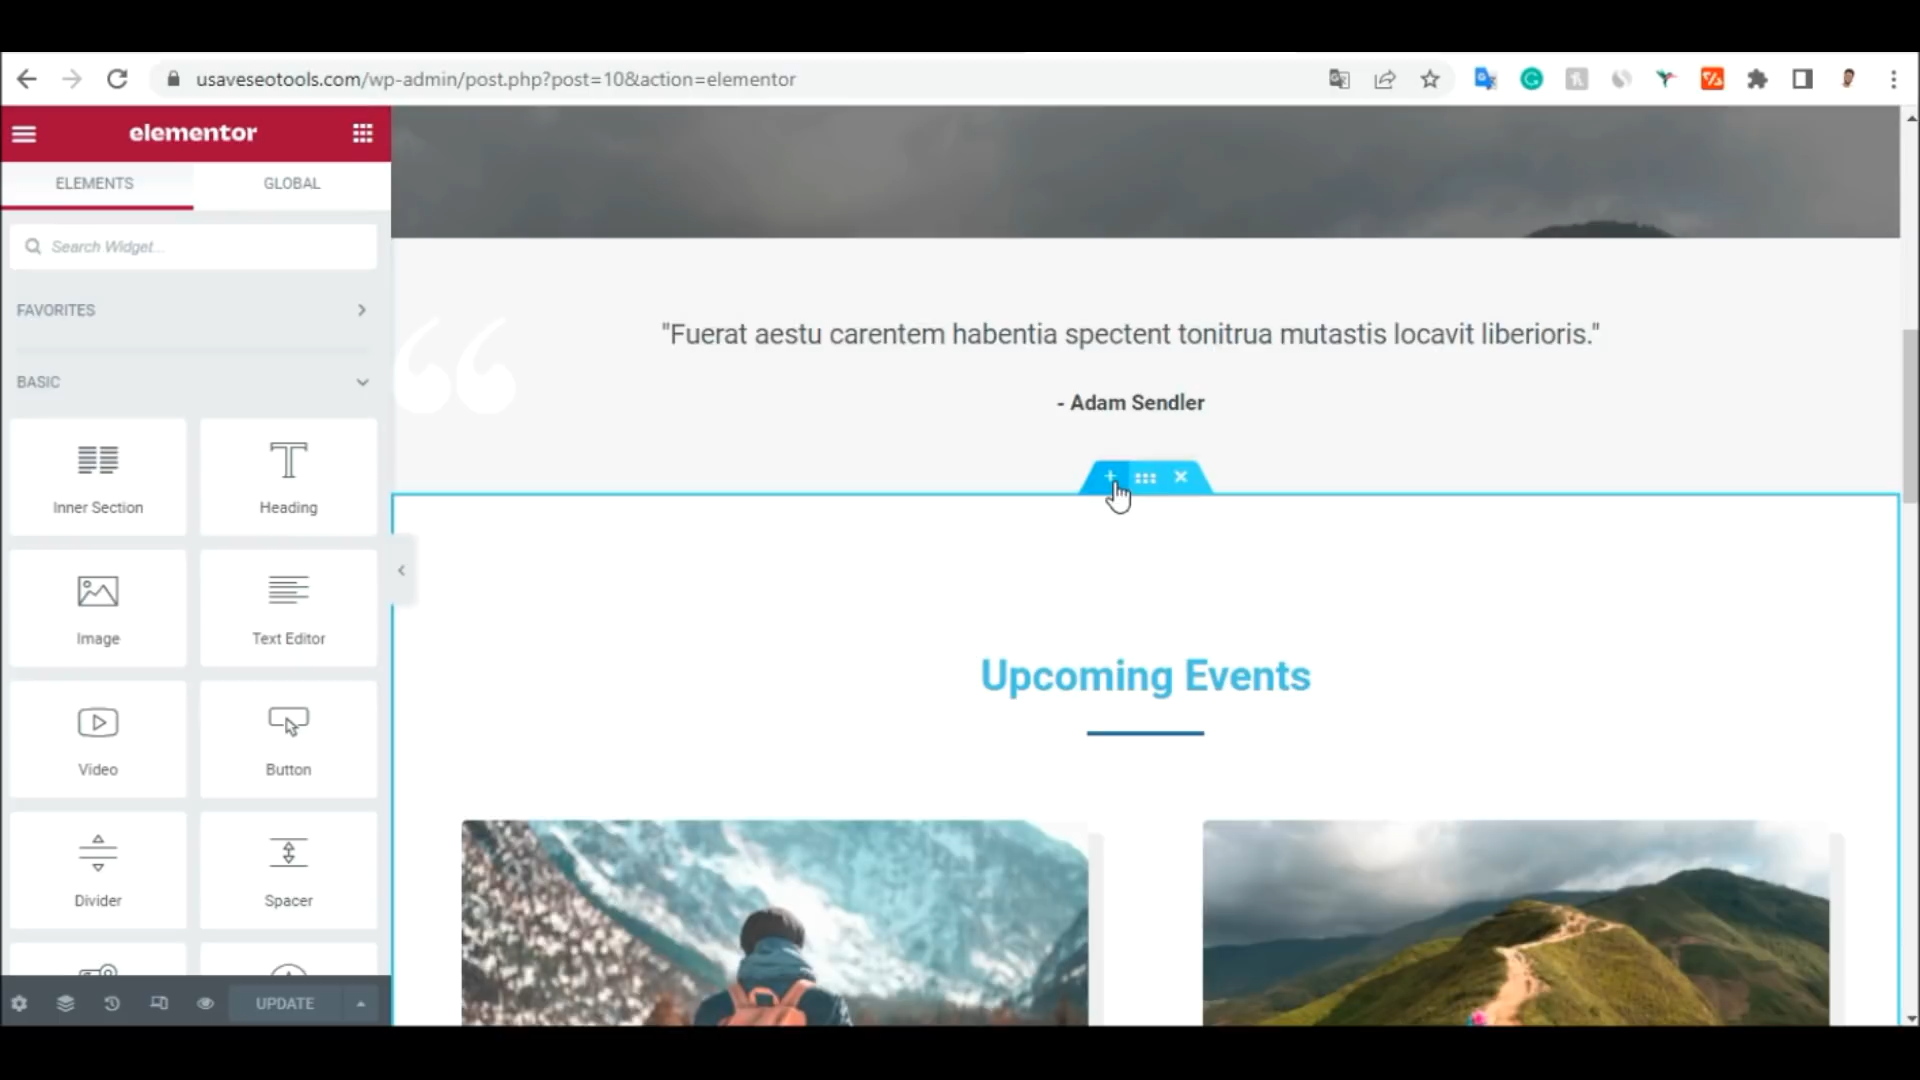 usaveseotools.com/wp-admin/post.php?post=10&action=elementor
elementor
ELEMENTS
GLOBAL
Search Widget...
FAVORITES
BASIC
Inner Section
Heading
Image
Text Editor
Video
Button
Divider
Spacer
UPDATE
"Fuerat aestu carentem habentia spectent tonitrua mutastis locavit liberioris."
- Adam Sendler
Upcoming Events